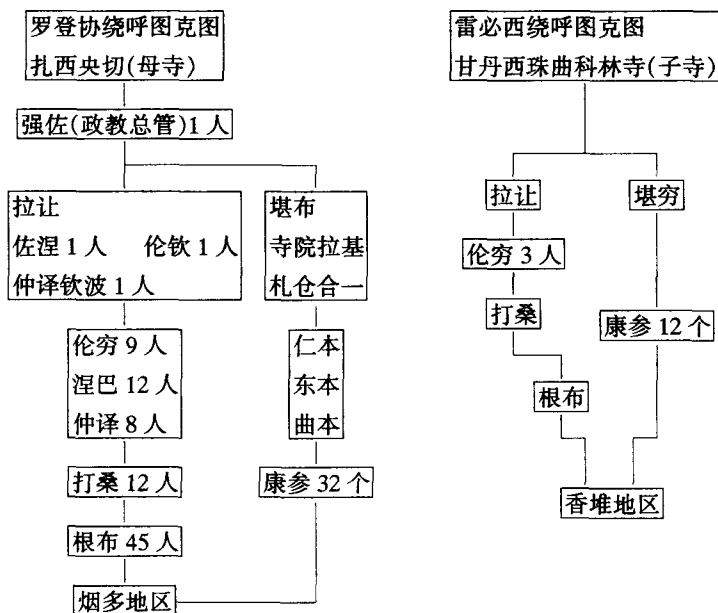 罗登协绕呼图克图
扎西央切(母寺)
强佐(政教总管)1人
拉让
佐涅1人 伦钦1人
仲译钦波1人
堪布
寺院拉基
札仓合一
伦穷9人
涅巴12人
仲译8人
仁本
东本
曲本
打桑12人
康参32个
根布45人
烟多地区
雷必西绕呼图克图
甘丹西珠曲科林寺(子寺)
拉让
堪穷
伦穷3人
打桑
康参12个
根布
香堆地区